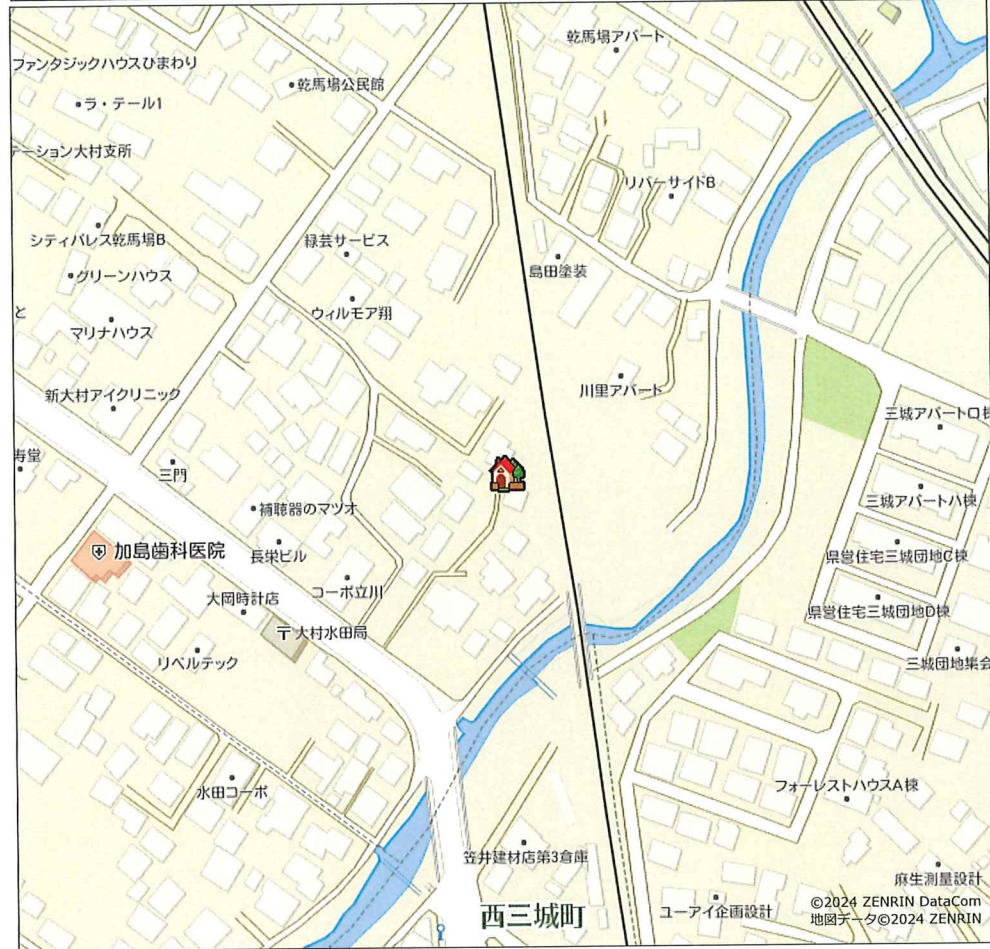 乾馬場アパート
ファンタジックハウスひまわり
乾馬場公民館
ラ・テール1
テーション大村支所
リバーサイドB
シティパレス乾馬場B
緑芸サービス
グリーンハウス
島田塗装
ウィルモア翔
と
マリナハウス
川里アパート
新大村アイクリニック
三城アパートロ棟
寿堂
三門
三城アパートハ棟
補聴器のマツオ
加島歯科医院
長栄ビル
県営住宅三城団地C棟
コーポ立川
大岡時計店
県営住宅三城団地D棟
〒大村水田局
リベルテック
三城団地集会
水田コーポ
フォーレストハウスA棟
笠井建材店第3倉庫
麻生測量設計
西三城町
ユーアイ企画設計
©2024 ZENRIN DataCom
地図データ©2024 ZENRIN